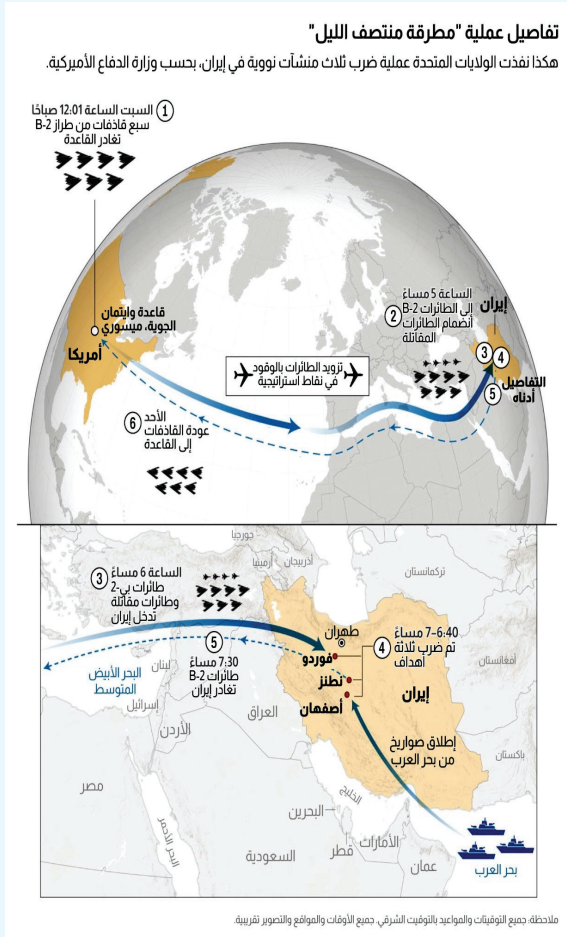 تفاصيل عملية "مطرقة منتصف الليل"
هكذا نفذت الولايات المتحدة عملية ضرب ثلاث منشآت نووية في إيران، بحسب وزارة الدفاع الأميركية.
1 السبت الساعة 12:01 صباحًا
سبع قاذفات من طراز B-2
تغادر القاعدة
قاعدة وايتمان
الجوية، ميسوري
أمريكا
2 الساعة 5 مساءً
إلى الطائرات B-2
انضمام الطائرات
المقاتلة
إيران
3
4
5
التفاصيل
أدناه
تزويد الطائرات بالوقود
في نقاط استراتيجية
6 الأحد
عودة القاذفات
إلى القاعدة
جورجيا
أرمينيا
أذربيجان
تركمانستان
3 الساعة 6 مساءً
طائرات بي-2
وطائرات مقاتلة
تدخل إيران
طهران
4 6:40–7 مساءً
تم ضرب ثلاثة
أهداف
فوردو
نطنز
أصفهان
إيران
أفغانستان
5
7:30 مساءً
طائرات B-2
تغادر إيران
البحر الأبيض
المتوسط
لبنان
إسرائيل
العراق
الأردن
إطلاق صواريخ
من بحر العرب
باكستان
مصر
الخليج
البحرين
البحر الأحمر
السعودية
قطر
الأمارات
عمان
بحر العرب
ملاحظة: جميع التوقيتات والمواعيد بالتوقيت الشرقي. جميع الأوقات والمواقع والتصوير تقريبية.